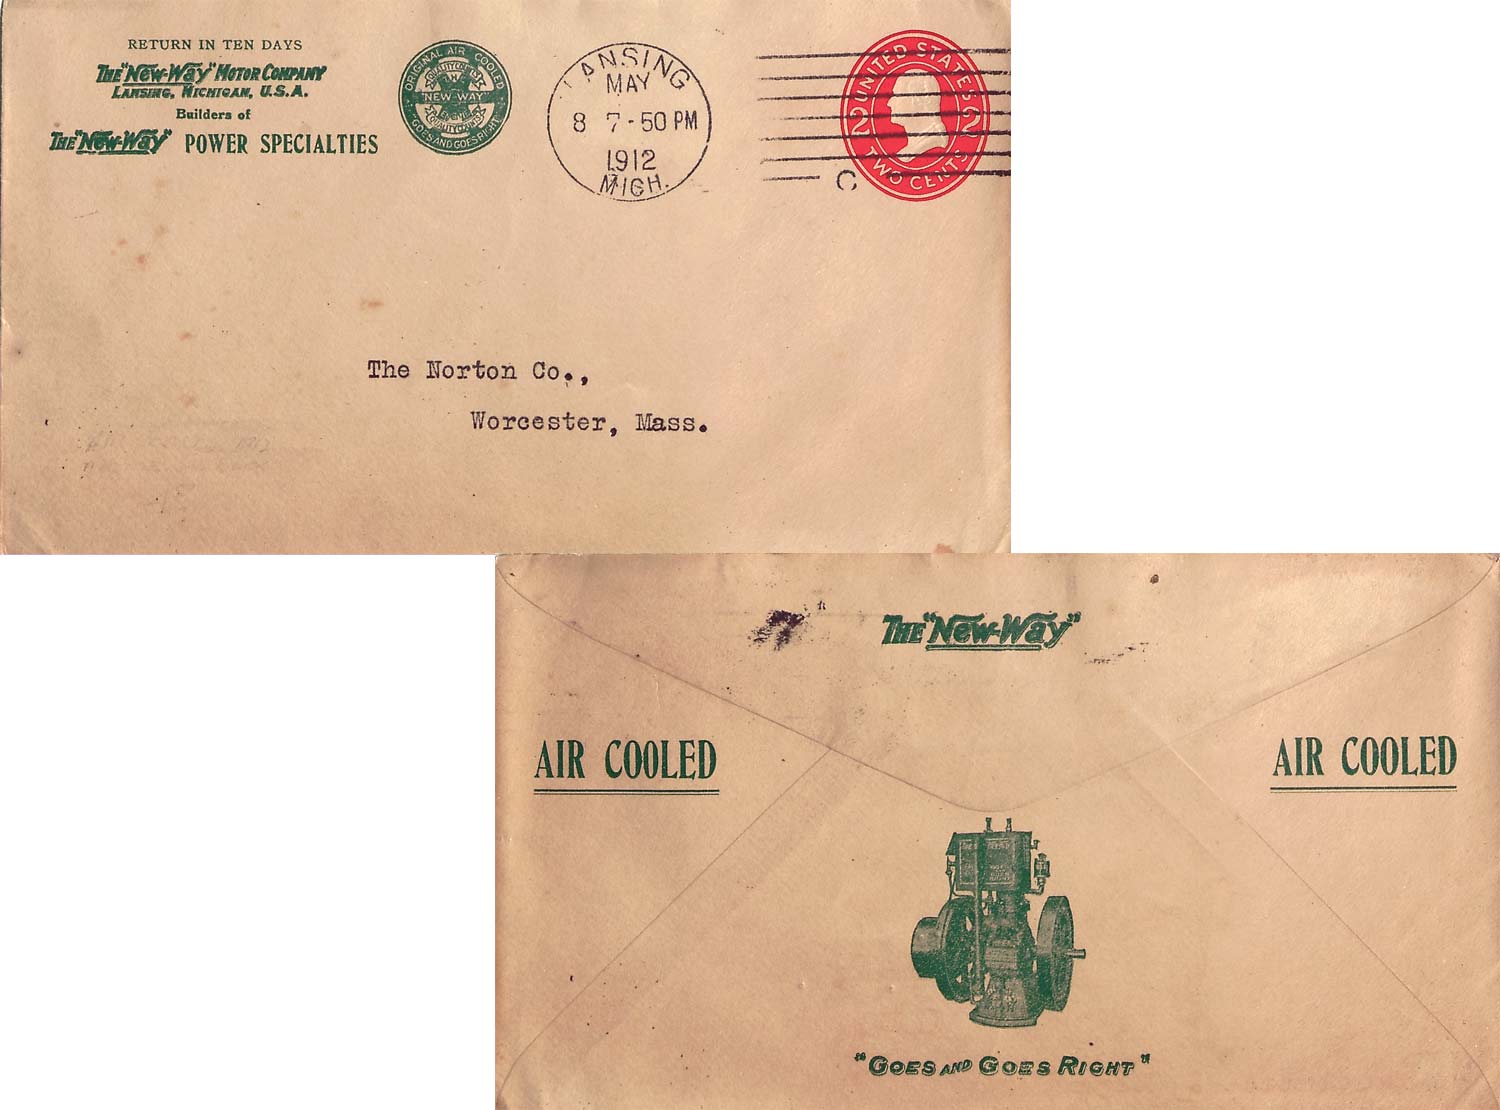 RETURN IN TEN DAYS
THE "New-Way" MOTOR COMPANY
LANSING, MICHIGAN, U.S.A.
Builders of
THE "New-Way" POWER SPECIALTIES
ORIGINAL AIR COOLED
"NEW-WAY"
GOES AND GOES RIGHT
LANSING
MAY
8 7-50 PM
1912
MICH.
C
UNITED STATES
2 2
TWO CENTS
The Norton Co.,
Worcester, Mass.
THE "New-Way"
AIR COOLED
AIR COOLED
"GOES AND GOES RIGHT"